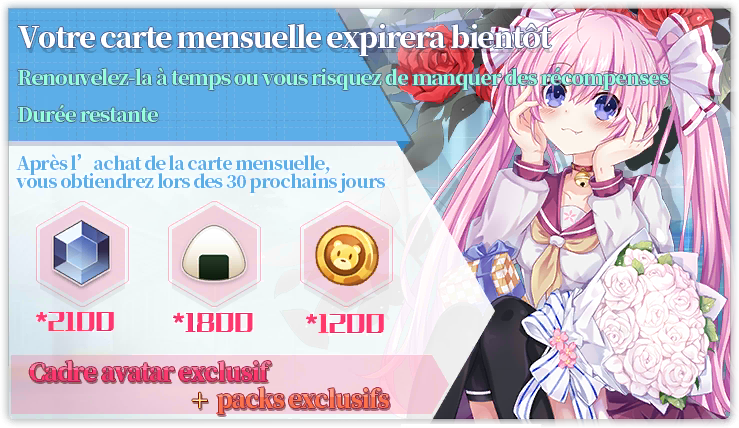 Votre carte mensuelle expirera bientôt
Renouvelez-la à temps ou vous risquez de manquer des récompenses
Durée restante
Après l’achat de la carte mensuelle,
vous obtiendrez lors des 30 prochains jours
*2100 *1800 *1200
Cadre avatar exclusif
+ packs exclusifs